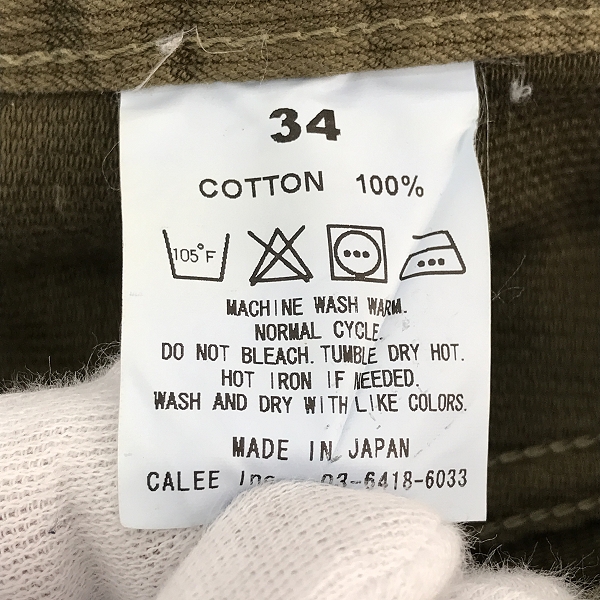 34
COTTON 100%
105°F
MACHINE WASH WARM.
NORMAL CYCLE.
DO NOT BLEACH. TUMBLE DRY HOT.
HOT IRON IF NEEDED.
WASH AND DRY WITH LIKE COLORS.
MADE IN JAPAN
CALEE Inc. 03-6418-6033